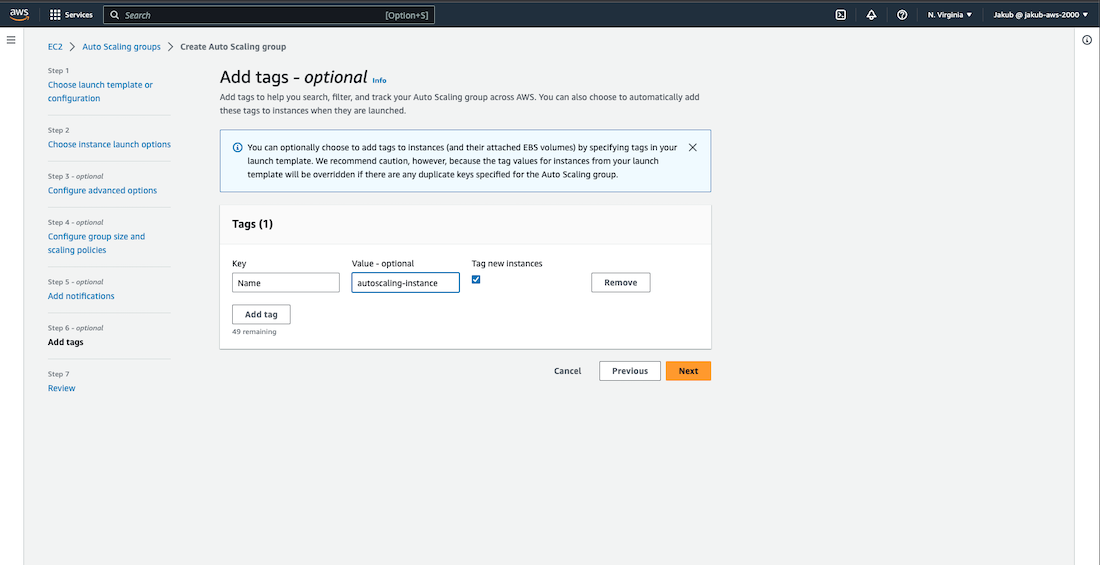 aws Services Search [Option+S] N. Virginia Jakub @ jakub-aws-2000
EC2 Auto Scaling groups Create Auto Scaling group
Step 1
Choose launch template or
configuration
Step 2
Choose instance launch options
Step 3 - optional
Configure advanced options
Step 4 - optional
Configure group size and
scaling policies
Step 5 - optional
Add notifications
Step 6 - optional
Add tags
Step 7
Review
Add tags - optional Info
Add tags to help you search, filter, and track your Auto Scaling group across AWS. You can also choose to automatically add
these tags to instances when they are launched.
You can optionally choose to add tags to instances (and their attached EBS volumes) by specifying tags in your
launch template. We recommend caution, however, because the tag values for instances from your launch
template will be overridden if there are any duplicate keys specified for the Auto Scaling group.
Tags (1)
Key Value - optional Tag new instances
Name autoscaling-instance Remove
Add tag
49 remaining
Cancel Previous Next